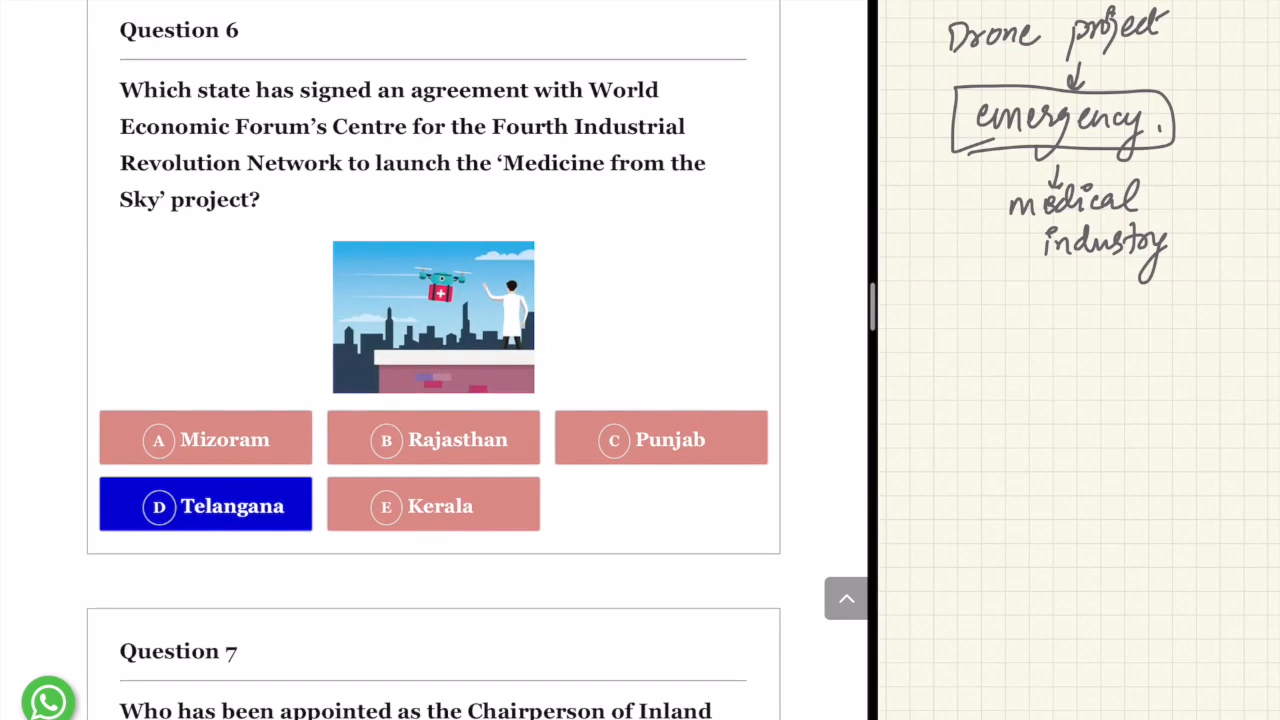 Question 6
Which state has signed an agreement with World
Economic Forum’s Centre for the Fourth Industrial
Revolution Network to launch the ‘Medicine from the
Sky’ project?
A Mizoram
B Rajasthan
C Punjab
D Telangana
E Kerala
Question 7
Who has been appointed as the Chairperson of Inland
Drone project
emergency.
medical
industry